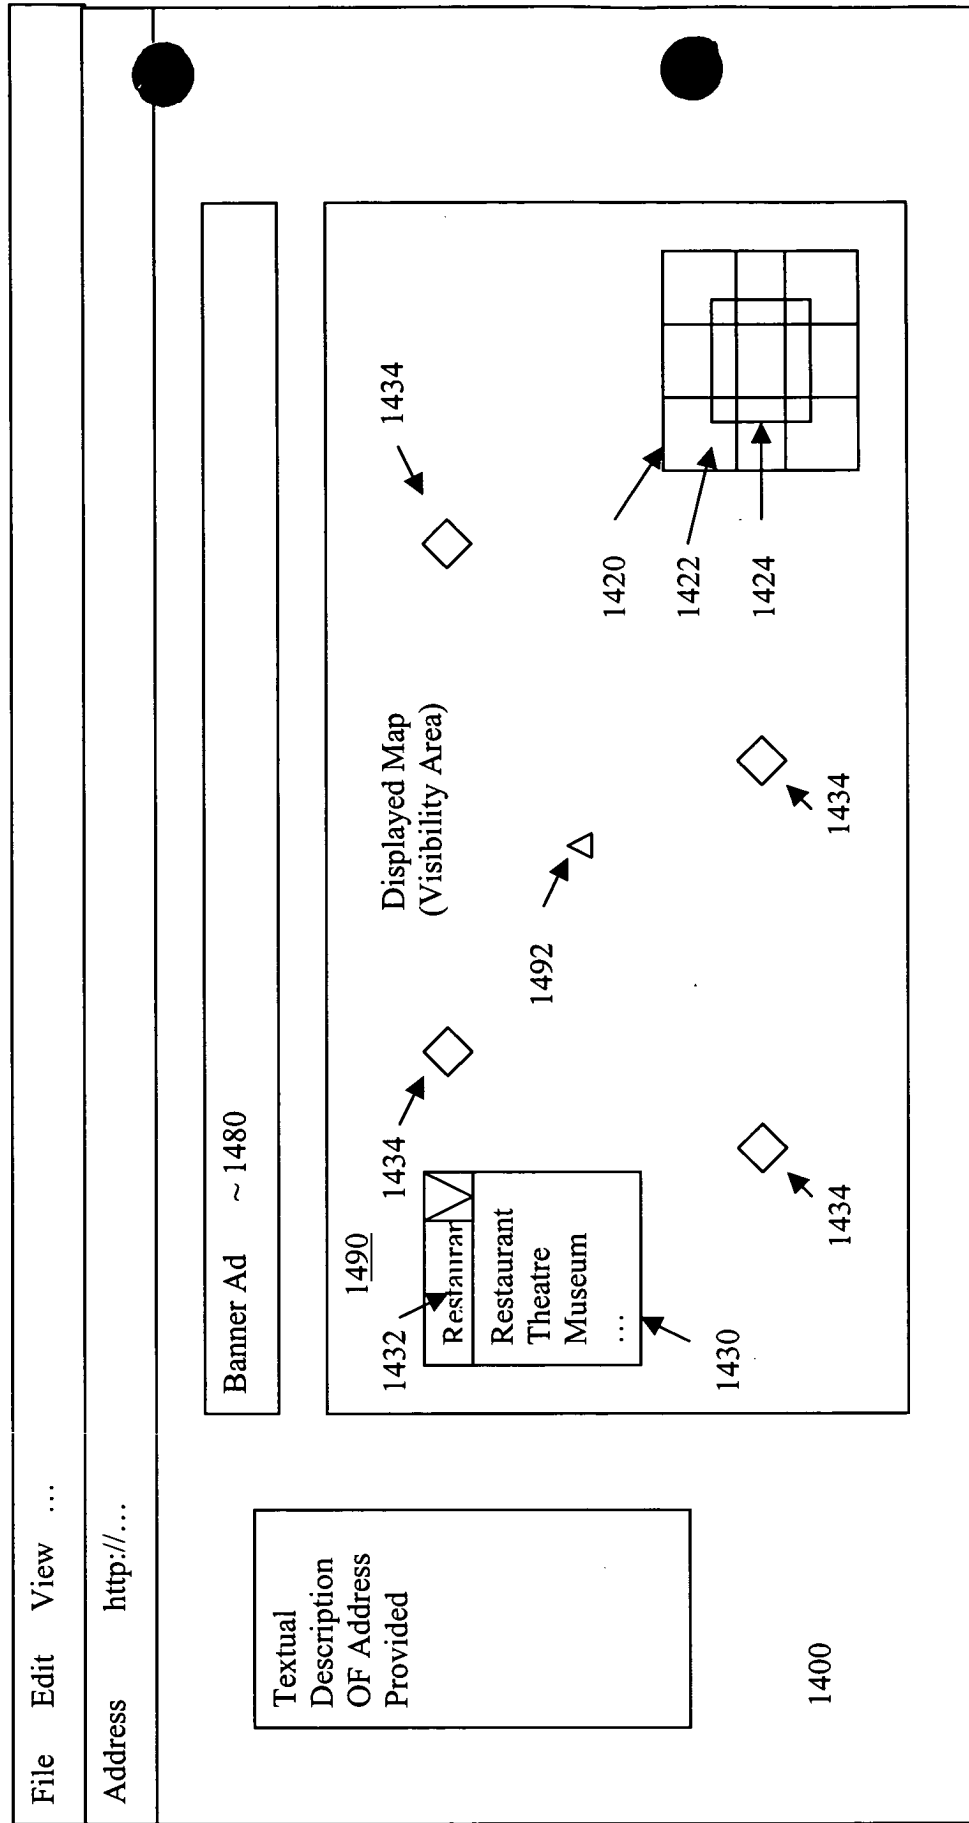 File Edit View ...
Address http://...
Banner Ad ~ 1480
Textual
Description
OF Address
Provided
1400
1490
Displayed Map
(Visibility Area)
1432
Restauran
Restaurant
Theatre
Museum
...
1430
1434
1434
1492
1434
1434
1420
1422
1424